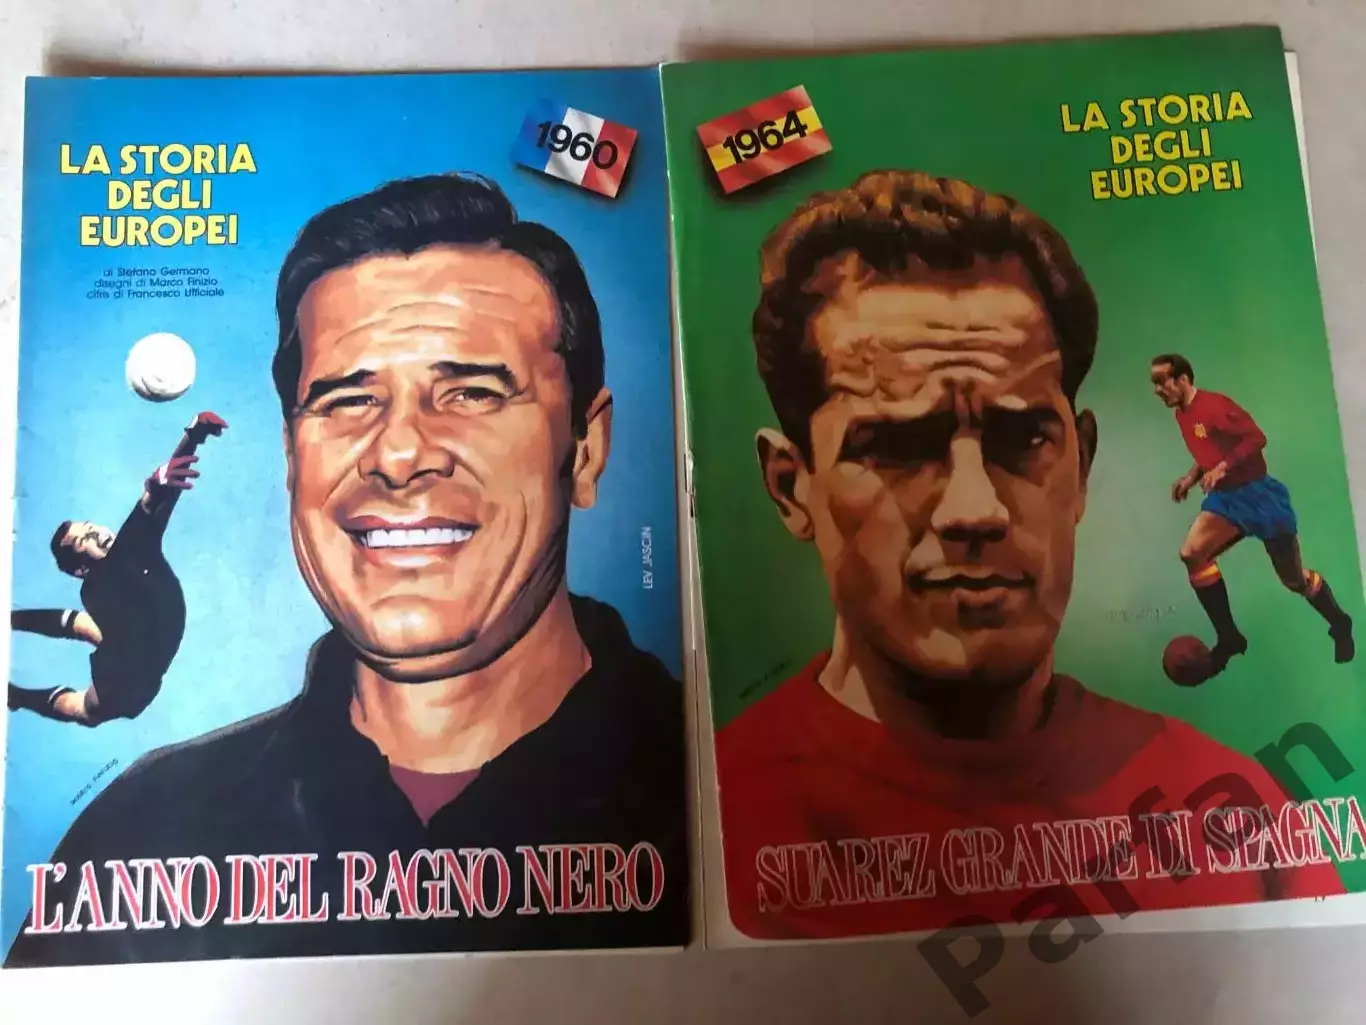 1960
LA STORIA
DEGLI
EUROPEI
di Stefano Germano
disegni di Marco Finizio
cifre di Francesco Ufficiale
LEV JASCIN
L'ANNO DEL RAGNO NERO
1964
LA STORIA
DEGLI
EUROPEI
SUAREZ GRANDE DI SPAGNA
Parfan